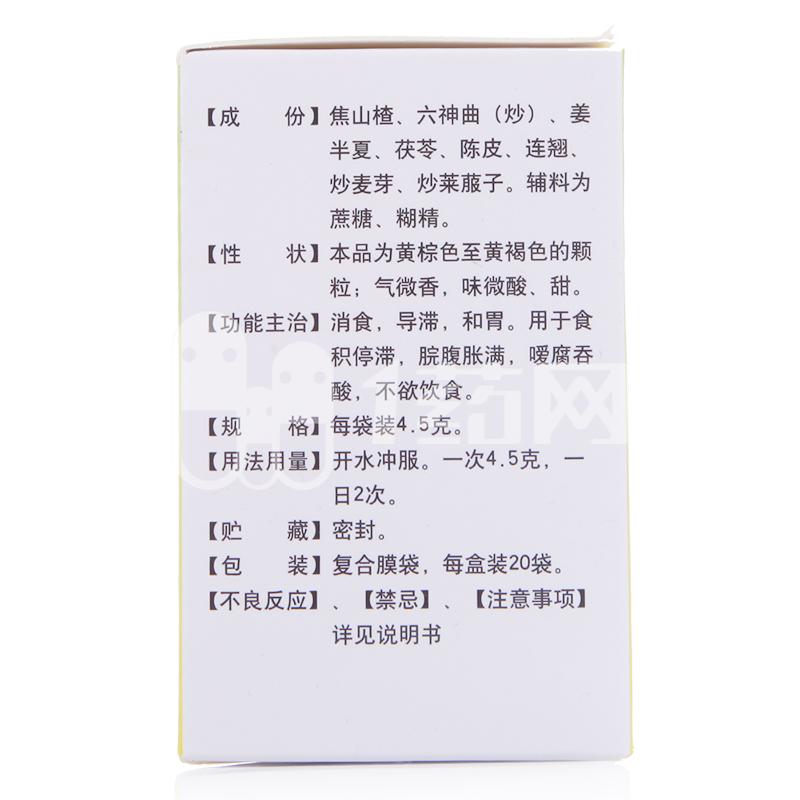 【成 份】焦山楂、六神曲（炒）、姜
半夏、茯苓、陈皮、连翘、
炒麦芽、炒莱菔子。辅料为
蔗糖、糊精。
【性 状】本品为黄棕色至黄褐色的颗
粒；气微香，味微酸、甜。
【功能主治】消食，导滞，和胃。用于食
积停滞，脘腹胀满，嗳腐吞
酸，不欲饮食。
【规 格】每袋装4.5克。
【用法用量】开水冲服。一次4.5克，一
日2次。
【贮 藏】密封。
【包 装】复合膜袋，每盒装20袋。
【不良反应】、【禁忌】、【注意事项】
详见说明书
1药网